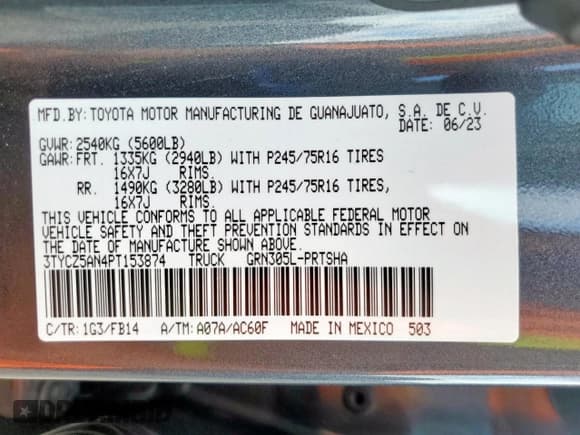 MFD.BY: TOYOTA MOTOR MANUFACTURING DE GUANAJUATO, S.A. DE C.V.
DATE: 06/23
GVWR: 2540KG (5600LB)
GAWR: FRT. 1335KG (2940LB) WITH P245/75R16 TIRES
16X7J RIMS.
RR. 1490KG (3280LB) WITH P245/75R16 TIRES,
16X7J RIMS.
THIS VEHICLE CONFORMS TO ALL APPLICABLE FEDERAL MOTOR
VEHICLE SAFETY AND THEFT PREVENTION STANDARDS IN EFFECT ON
THE DATE OF MANUFACTURE SHOWN ABOVE.
3TYCZ5AN4PT153874 TRUCK GRN305L-PRTSHA
C/TR: 1G3/FB14 A/TM: A07A/AC60F MADE IN MEXICO 503